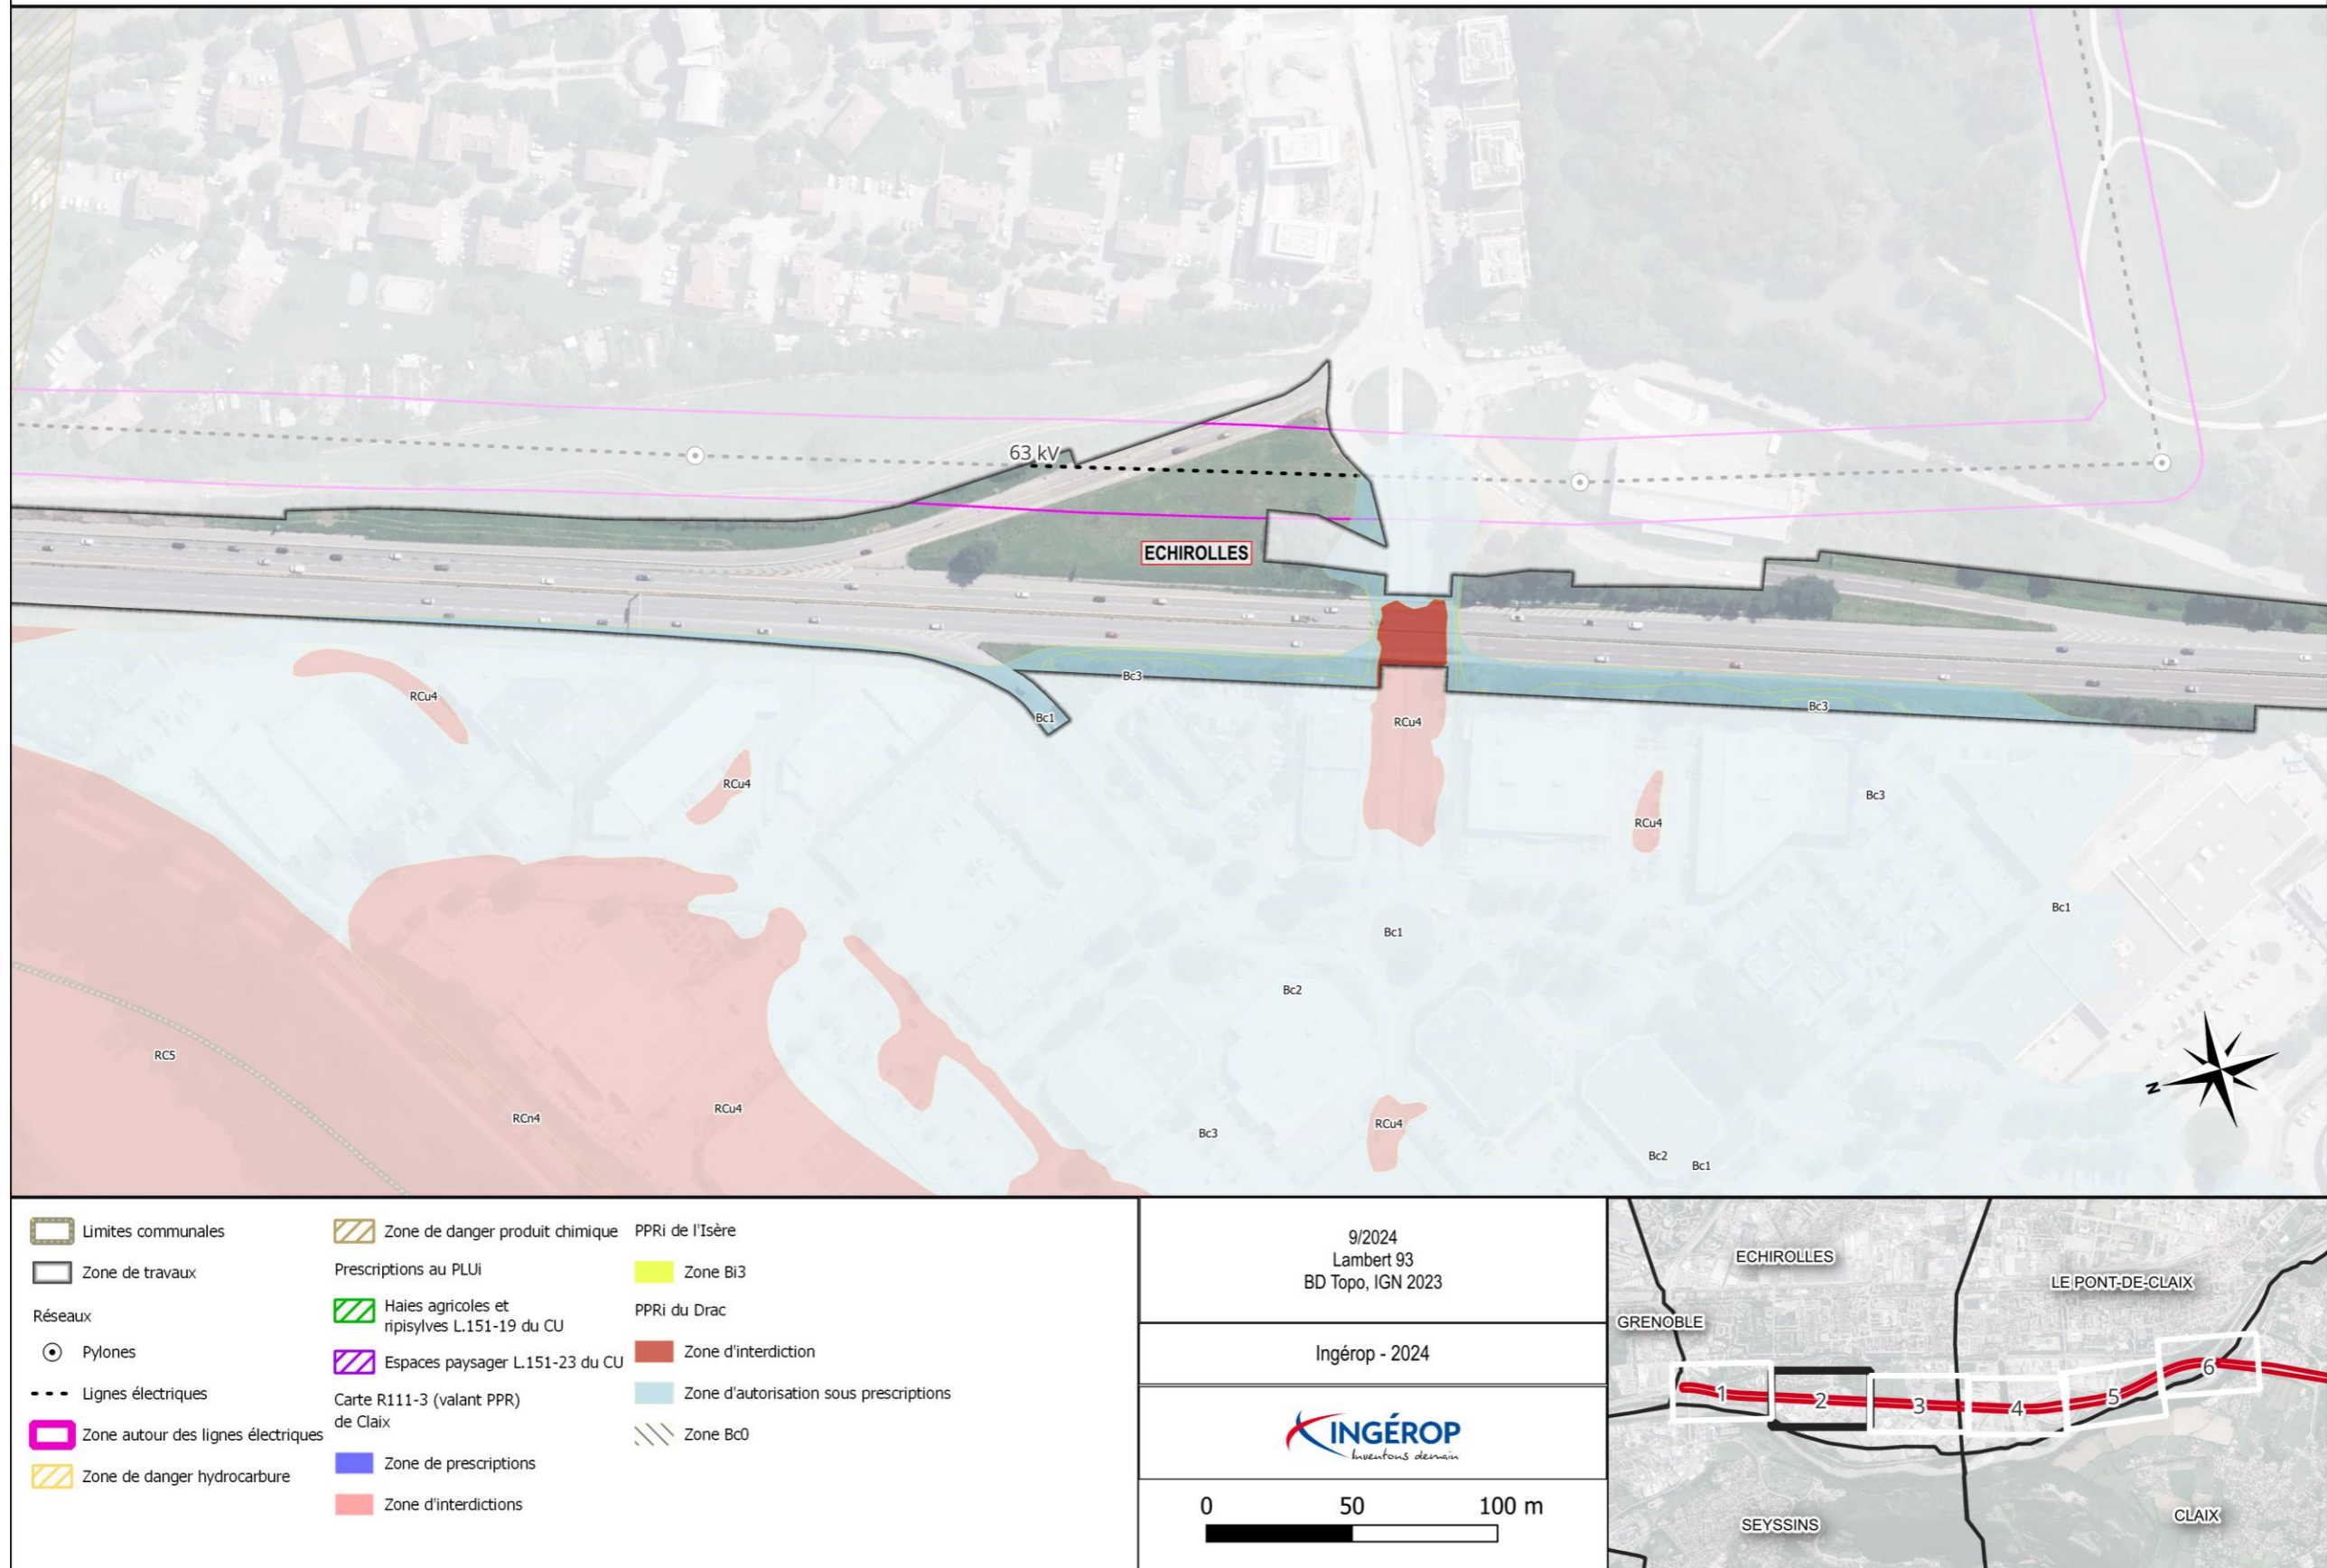 63 kV
ECHIROLLES
Bc3
RCu4
Bc1
RCu4
Bc3
RCu4
Bc3
RCu4
Bc1
Bc1
Bc2
RC5
RCn4
RCu4
Bc3
RCu4
Bc2
Bc1
N
Limites communales
Zone de travaux
Réseaux
Pylones
Lignes électriques
Zone autour des lignes électriques
Zone de danger hydrocarbure
Zone de danger produit chimique
Prescriptions au PLUi
Haies agricoles et
ripisylves L.151-19 du CU
Espaces paysager L.151-23 du CU
Carte R111-3 (valant PPR)
de Claix
Zone de prescriptions
Zone d'interdictions
PPRi de l'Isère
Zone Bi3
PPRi du Drac
Zone d'interdiction
Zone d'autorisation sous prescriptions
Zone Bc0
9/2024
Lambert 93
BD Topo, IGN 2023
Ingérop - 2024
INGÉROP
Inventons demain
0 50 100 m
ECHIROLLES
LE PONT-DE-CLAIX
GRENOBLE
1
2
3
4
5
6
SEYSSINS
CLAIX